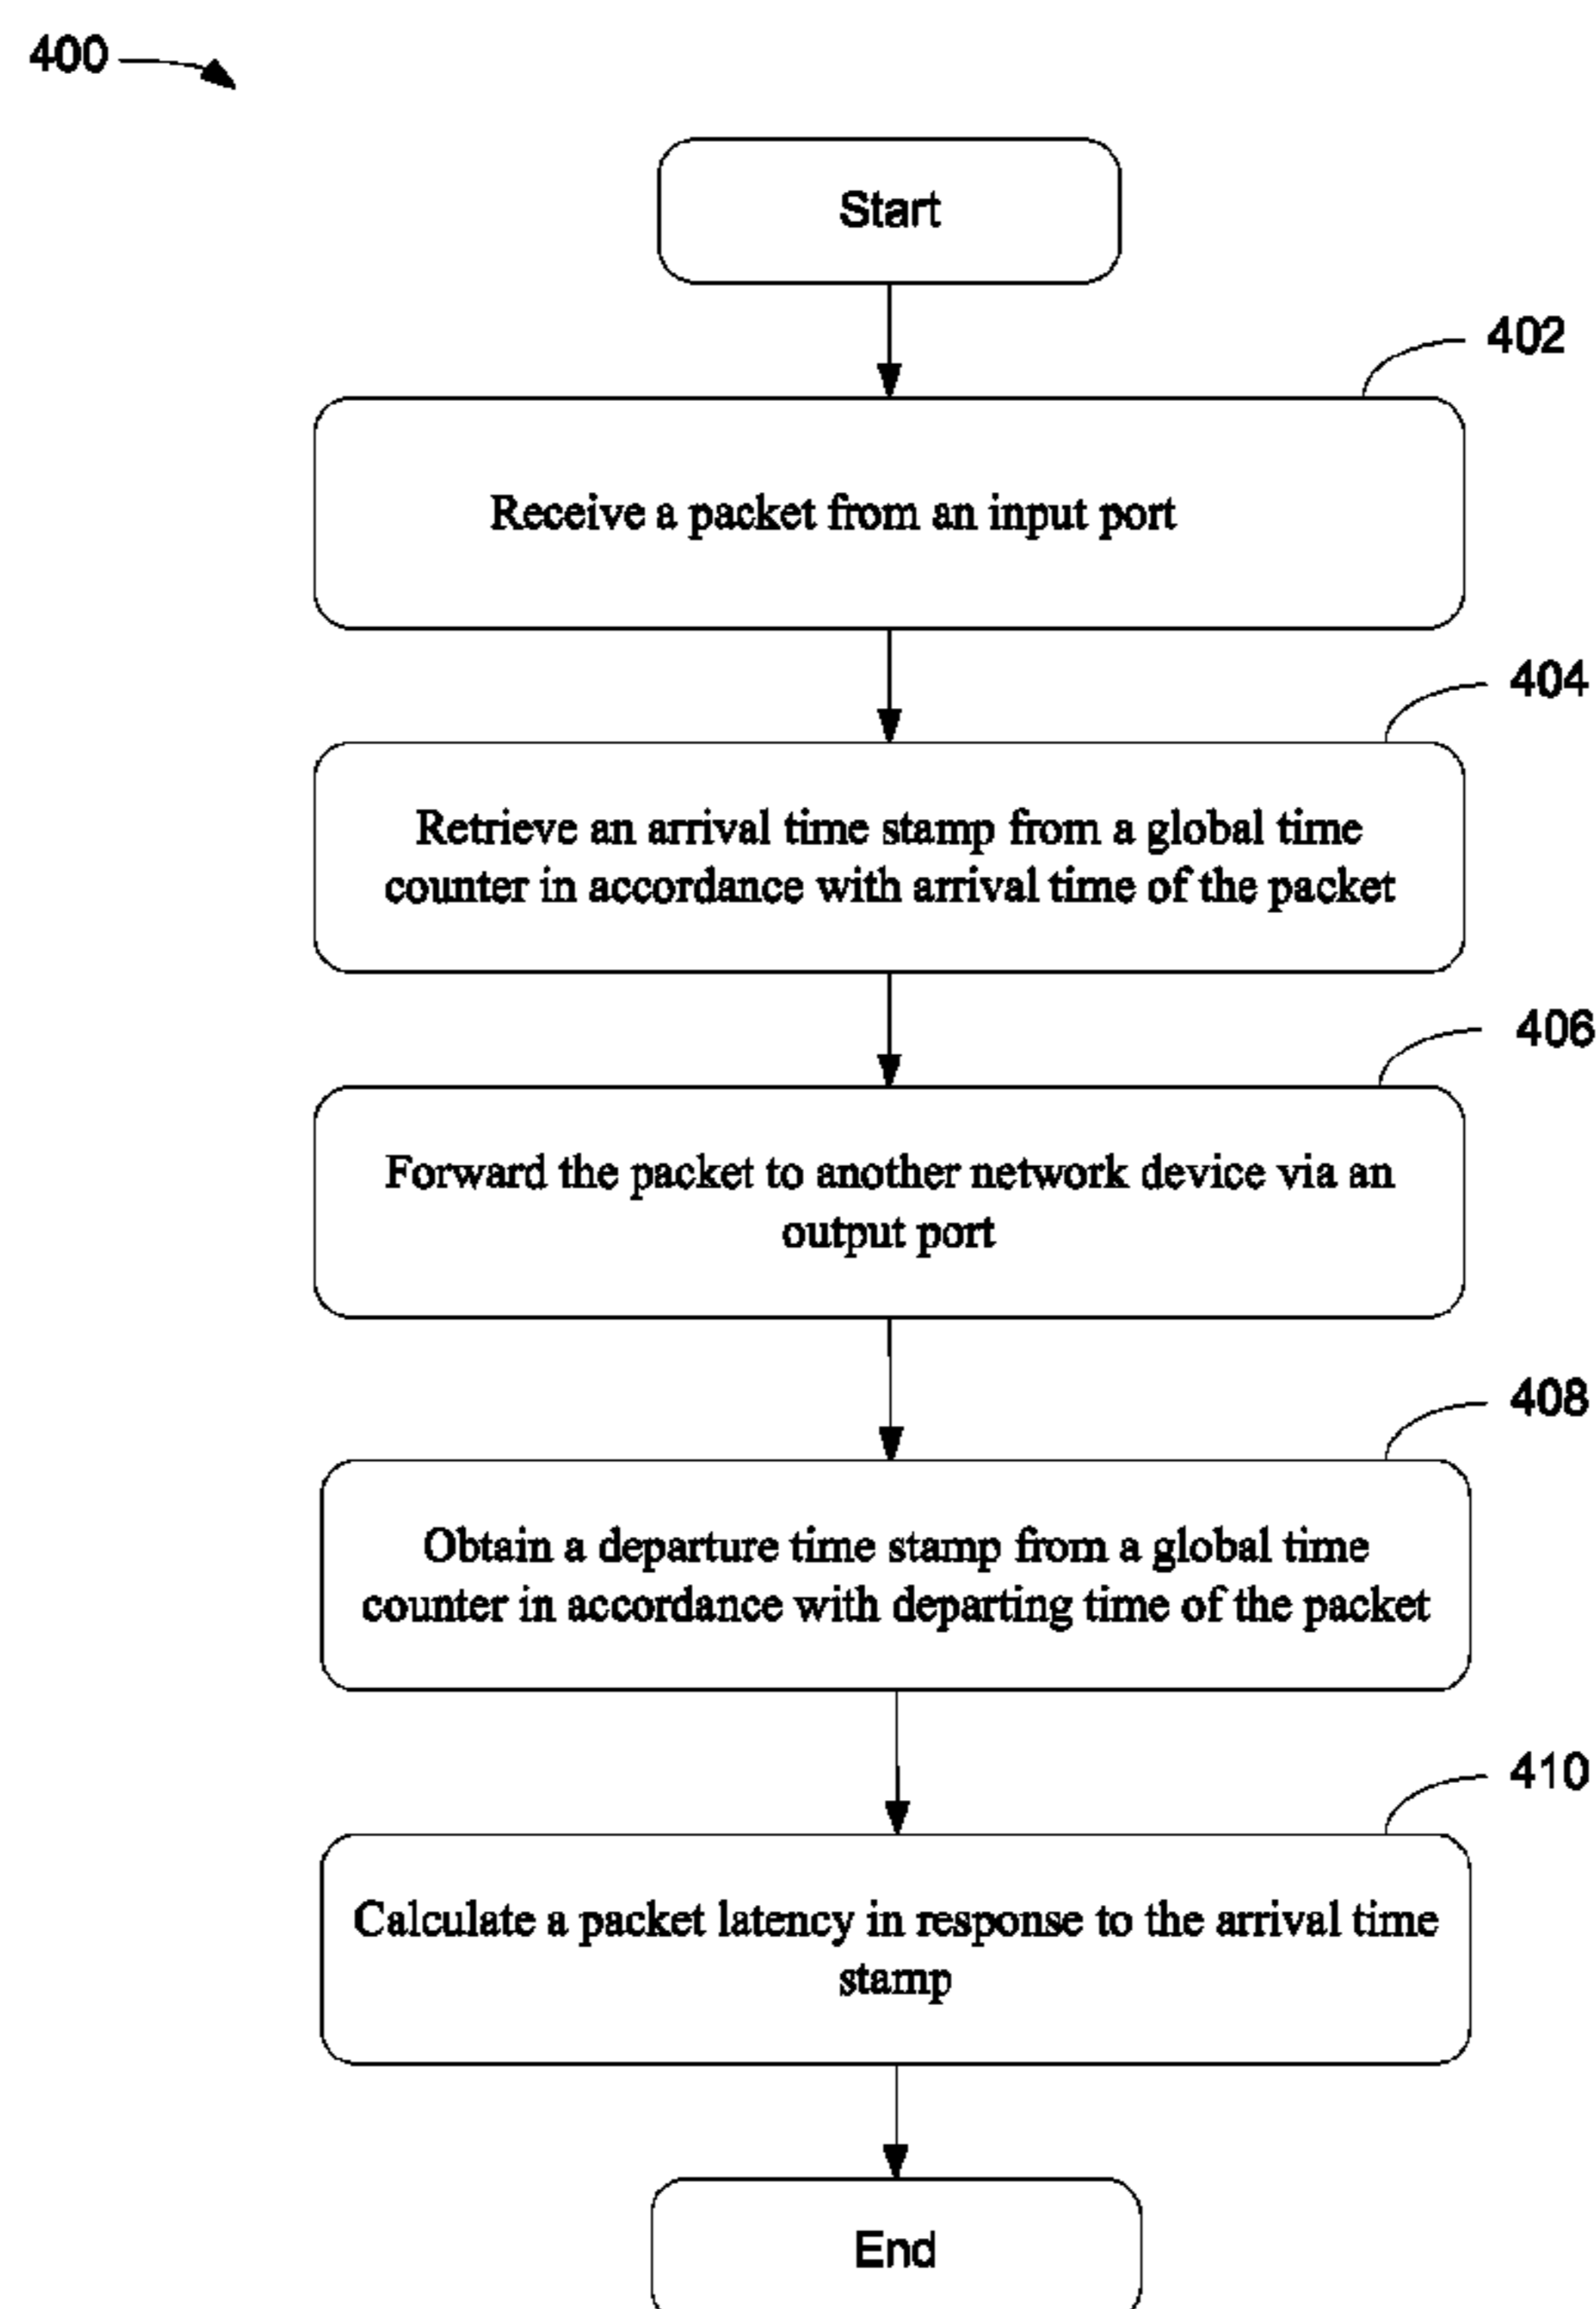 400
Start
402
Receive a packet from an input port
404
Retrieve an arrival time stamp from a global time
counter in accordance with arrival time of the packet
406
Forward the packet to another network device via an
output port
408
Obtain a departure time stamp from a global time
counter in accordance with departing time of the packet
410
Calculate a packet latency in response to the arrival time
stamp
End